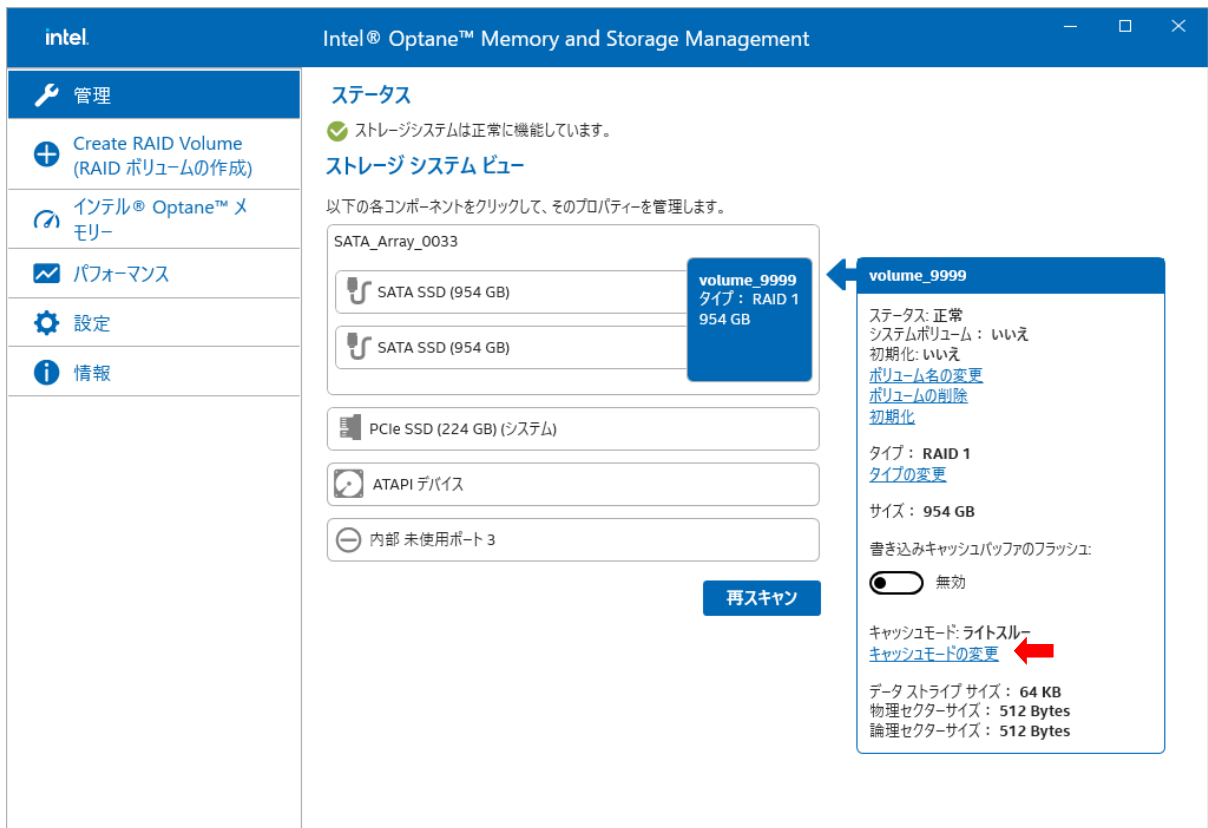 intel.
Intel® Optane™ Memory and Storage Management
管理
Create RAID Volume
(RAID ボリュームの作成)
インテル® Optane™ メ
モリー
パフォーマンス
設定
情報
ステータス
ストレージシステムは正常に機能しています。
ストレージ システム ビュー
以下の各コンポーネントをクリックして、そのプロパティーを管理します。
SATA_Array_0033
SATA SSD (954 GB)
SATA SSD (954 GB)
volume_9999
タイプ： RAID 1
954 GB
PCIe SSD (224 GB) (システム)
ATAPI デバイス
内部 未使用ポート 3
再スキャン
volume_9999
ステータス: 正常
システムボリューム： いいえ
初期化: いいえ
ボリューム名の変更
ボリュームの削除
初期化
タイプ： RAID 1
タイプの変更
サイズ： 954 GB
書き込みキャッシュバッファのフラッシュ:
無効
キャッシュモード: ライトスルー
キャッシュモードの変更
データ ストライプ サイズ： 64 KB
物理セクターサイズ： 512 Bytes
論理セクターサイズ： 512 Bytes